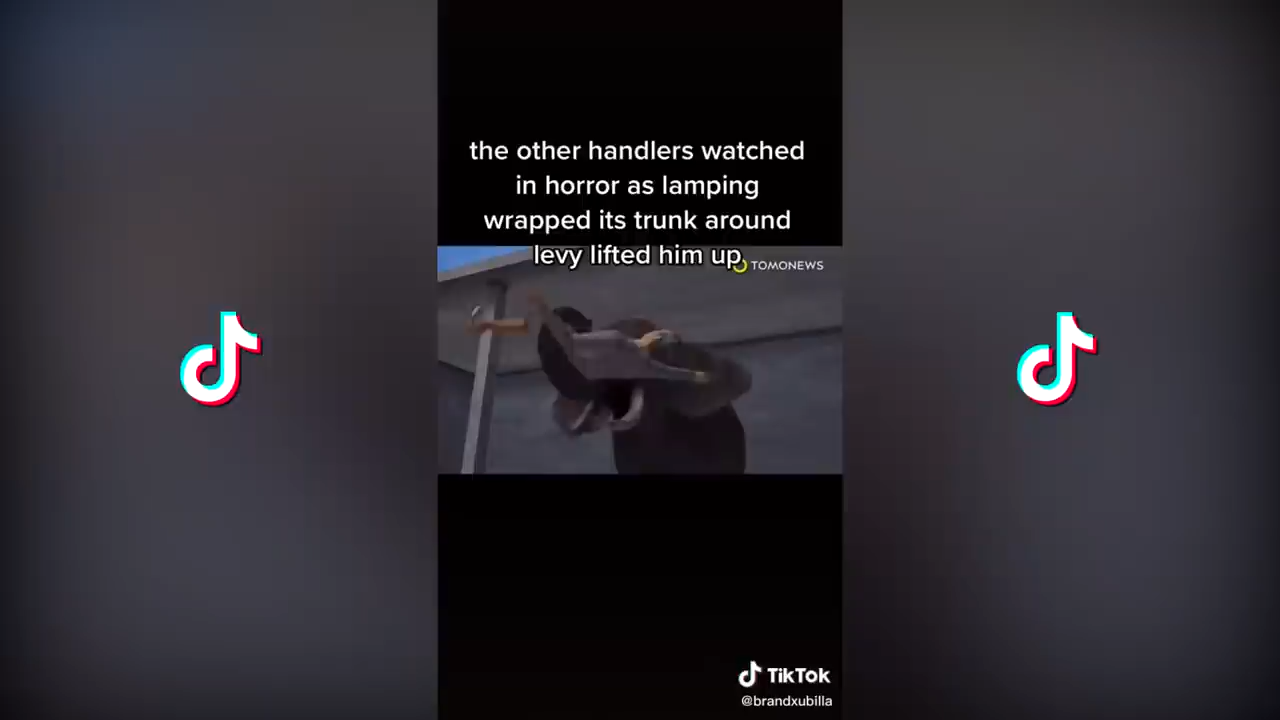 the other handlers watched
in horror as lamping
wrapped its trunk around
levy lifted him up
TOMONEWS
TikTok
@brandxubilla